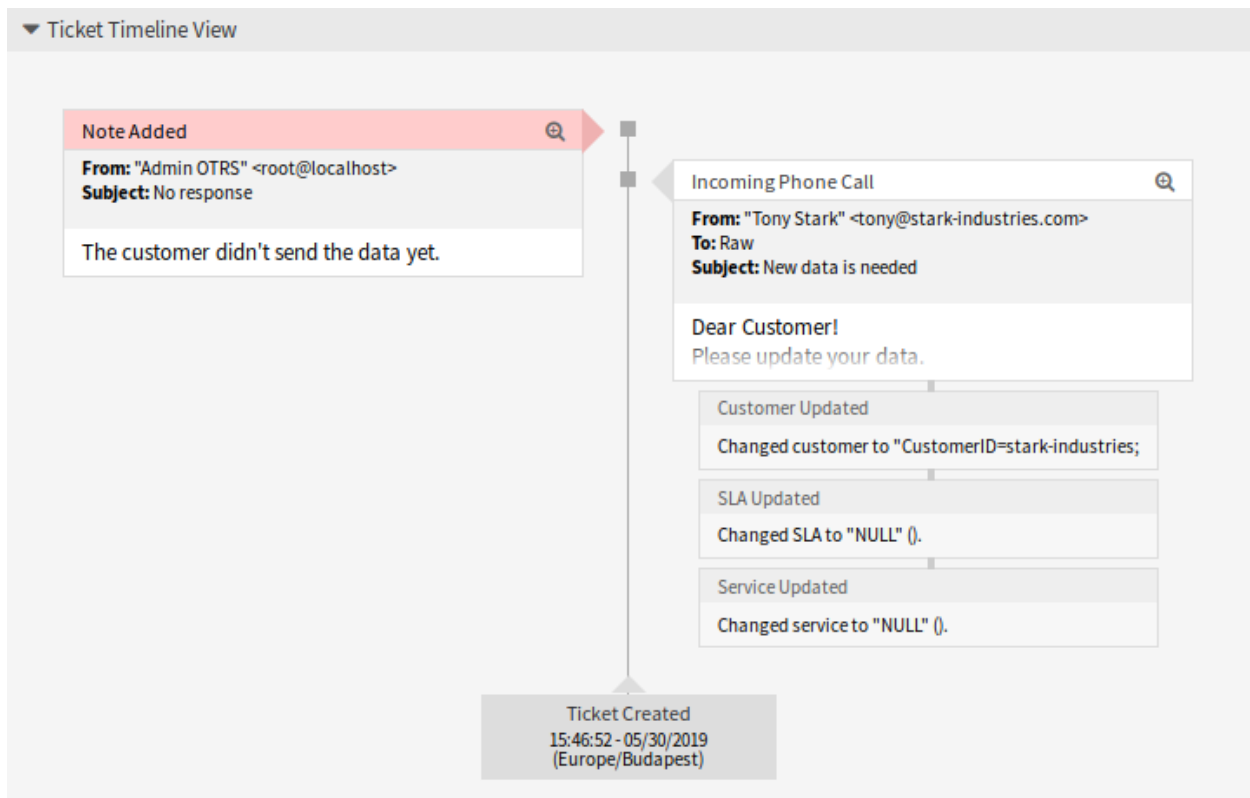 Ticket Timeline View
Note Added
From: "Admin OTRS" <root@localhost>
Subject: No response
The customer didn't send the data yet.
Incoming Phone Call
From: "Tony Stark" <tony@stark-industries.com>
To: Raw
Subject: New data is needed
Dear Customer!
Please update your data.
Customer Updated
Changed customer to "CustomerID=stark-industries;
SLA Updated
Changed SLA to "NULL" ().
Service Updated
Changed service to "NULL" ().
Ticket Created
15:46:52 - 05/30/2019
(Europe/Budapest)